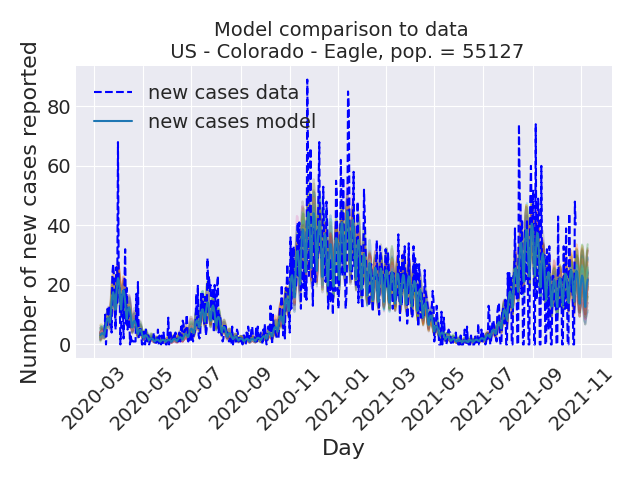 Model comparison to data
US - Colorado - Eagle, pop. = 55127
Number of new cases reported
80
60
40
20
0
new cases data
new cases model
2020-03
2020-05
2020-07
2020-09
2020-11
2021-01
2021-03
2021-05
2021-07
2021-09
2021-11
Day